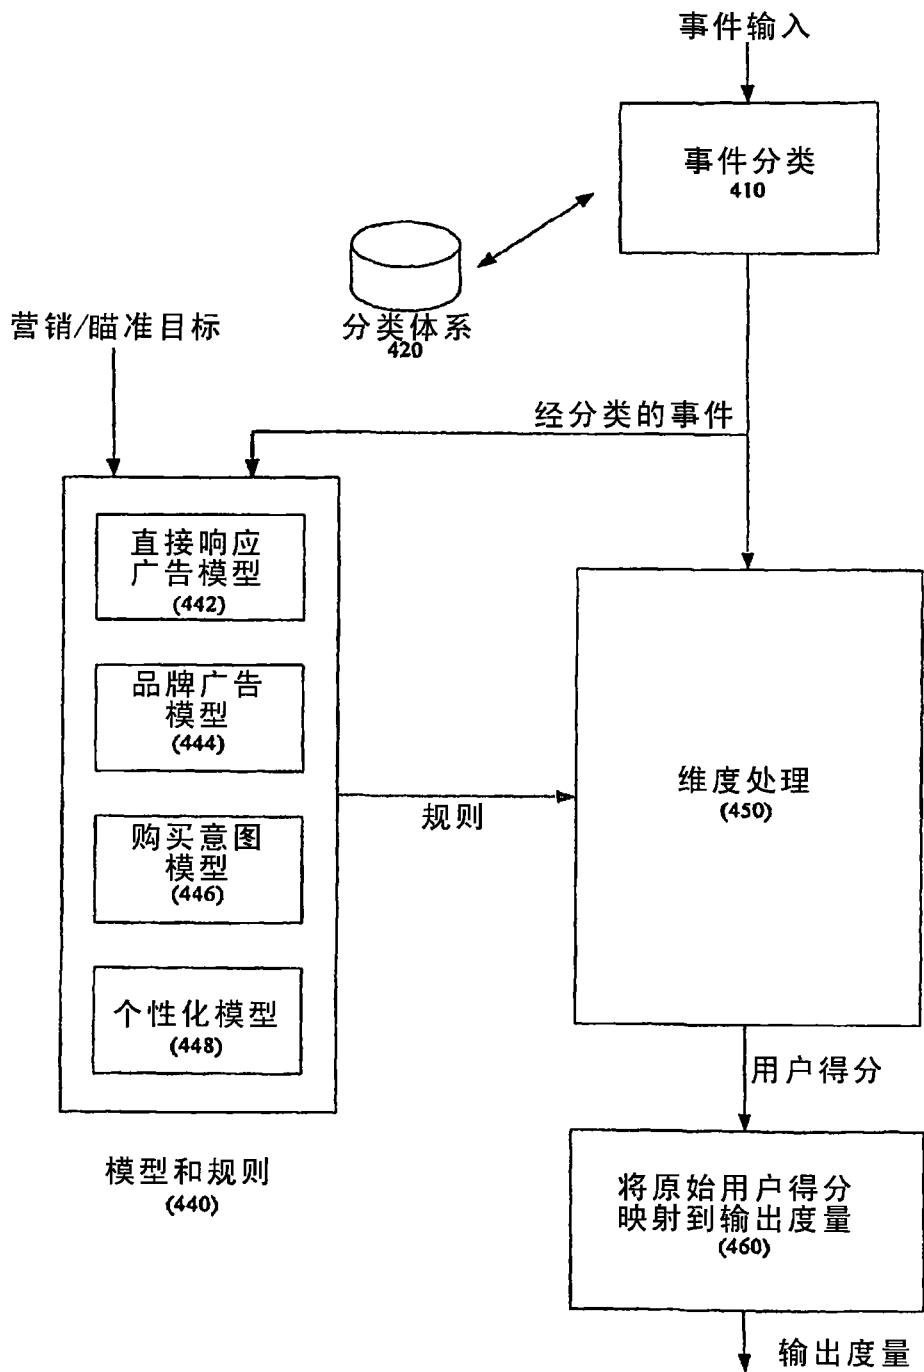 事件输入
事件分类
410
分类体系
420
营销/瞄准目标
经分类的事件
直接响应
广告模型
(442)
品牌广告
模型
(444)
购买意图
模型
(446)
个性化模型
(448)
模型和规则
(440)
规则
维度处理
(450)
用户得分
将原始用户得分
映射到输出度量
(460)
输出度量